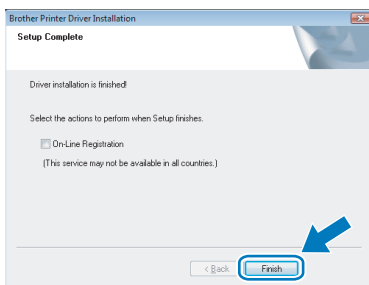 Brother Printer Driver Installation
Setup Complete
Driver installation is finished!
Select the actions to perform when Setup finishes.
On-Line Registration
(This service may not be available in all countries.)
< Back
Finish